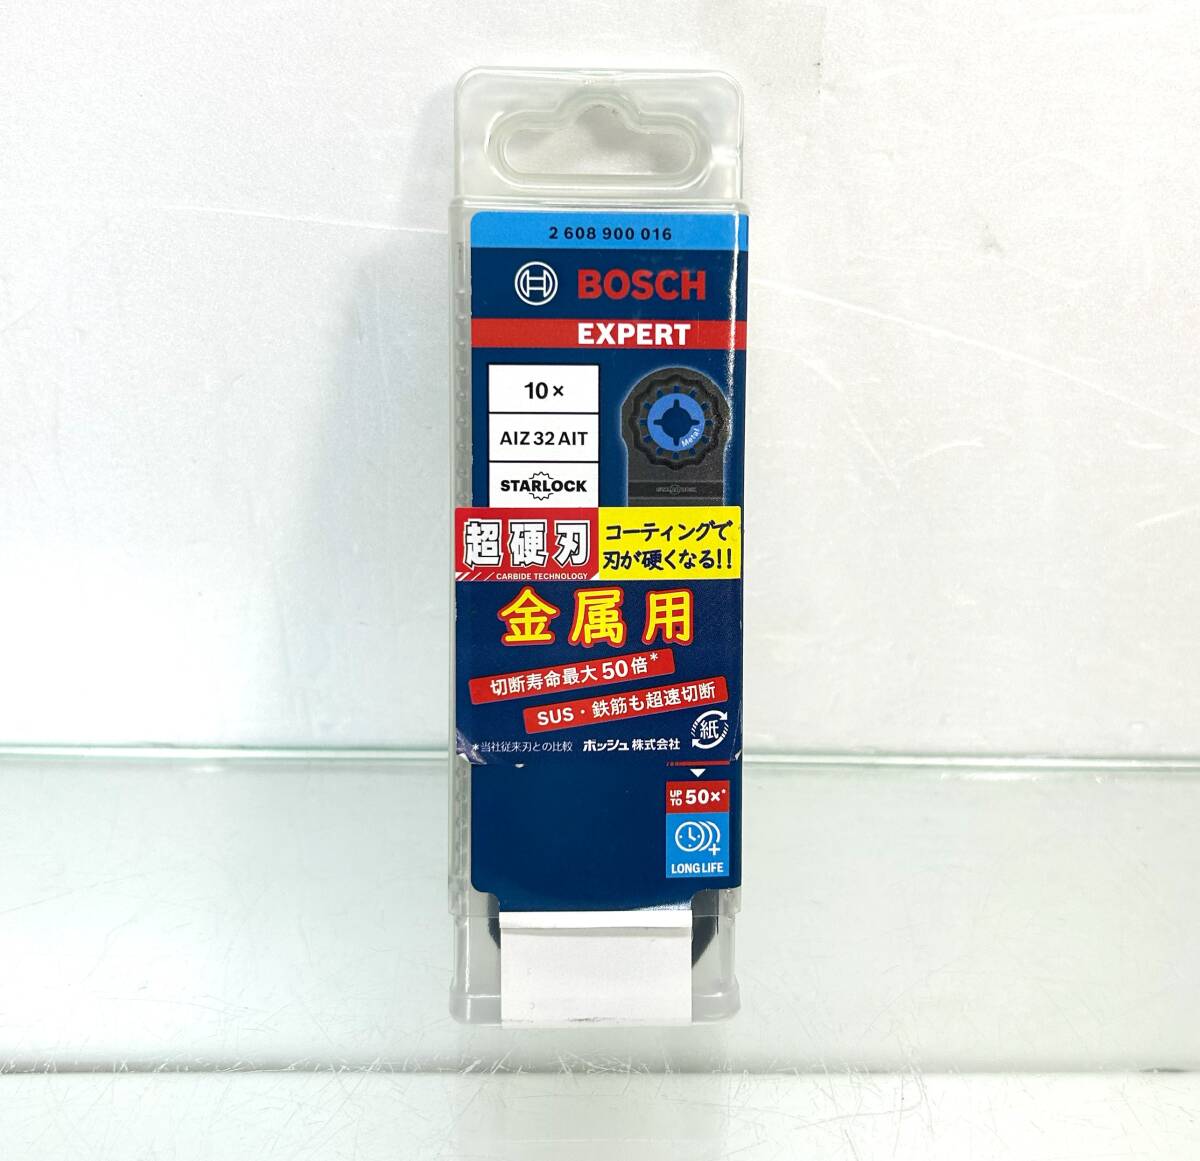 2 608 900 016
BOSCH
EXPERT
10×
AIZ 32 AIT
STARLOCK
Metal
STARLOCK
超硬刃
CARBIDE TECHNOLOGY
コーティングで
刃が硬くなる!!
金属用
切断寿命最大50倍*
SUS・鉄筋も超速切断
*当社従来刃との比較 ボッシュ株式会社
紙
UP TO 50×*
LONG LIFE